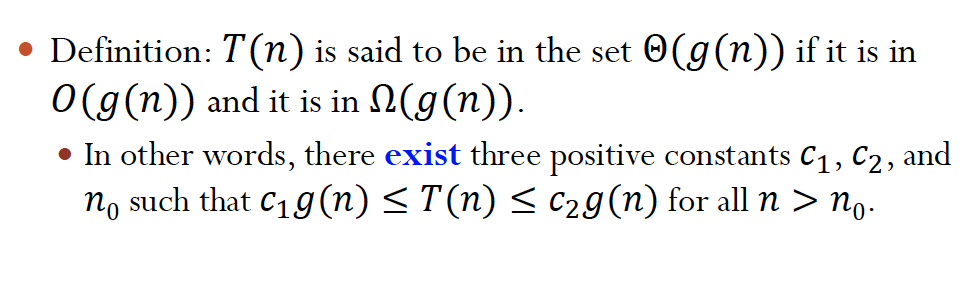 • Definition: T(n) is said to be in the set Θ(g(n)) if it is in
O(g(n)) and it is in Ω(g(n)).
• In other words, there exist three positive constants c₁, c₂, and
n₀ such that c₁g(n) ≤ T(n) ≤ c₂g(n) for all n > n₀.